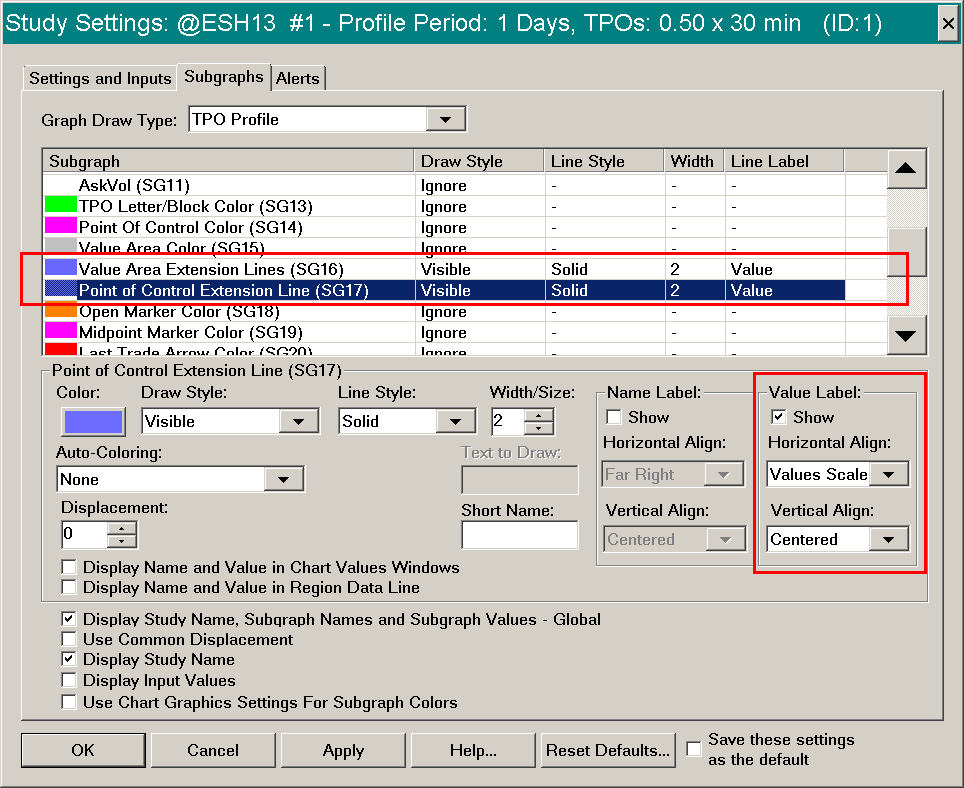 Study Settings: @ESH13 #1 - Profile Period: 1 Days, TPOs: 0.50 x 30 min (ID:1)
Settings and Inputs Subgraphs Alerts
Graph Draw Type: TPO Profile
Subgraph Draw Style Line Style Width Line Label
AskVol (SG11) Ignore - - -
TPO Letter/Block Color (SG13) Ignore - - -
Point Of Control Color (SG14) Ignore - - -
Value Area Color (SG15) Ignore - - -
Value Area Extension Lines (SG16) Visible Solid 2 Value
Point of Control Extension Line (SG17) Visible Solid 2 Value
Open Marker Color (SG18) Ignore - - -
Midpoint Marker Color (SG19) Ignore - - -
Last Trade Arrow Color (SG20) Ignore - - -
Point of Control Extension Line (SG17)
Color: Draw Style: Line Style: Width/Size: Name Label: Value Label:
Visible Solid 2 Show Show
Auto-Coloring: Text to Draw: Horizontal Align: Horizontal Align:
None Far Right Values Scale
Displacement: Short Name: Vertical Align: Vertical Align:
0 Centered Centered
Display Name and Value in Chart Values Windows
Display Name and Value in Region Data Line
Display Study Name, Subgraph Names and Subgraph Values - Global
Use Common Displacement
Display Study Name
Display Input Values
Use Chart Graphics Settings For Subgraph Colors
OK Cancel Apply Help... Reset Defaults... Save these settings
as the default